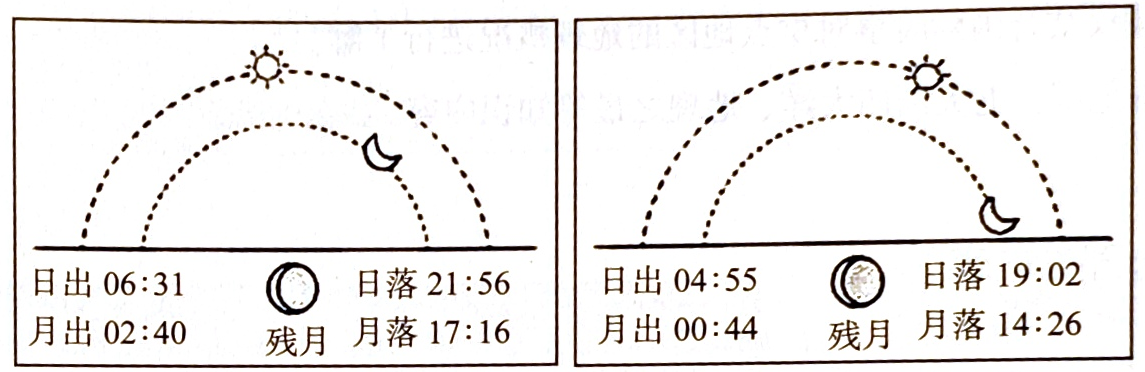 日出 06:31
日落 21:56
月出 02:40
残月
月落 17:16
日出 04:55
日落 19:02
月出 00:44
残月
月落 14:26